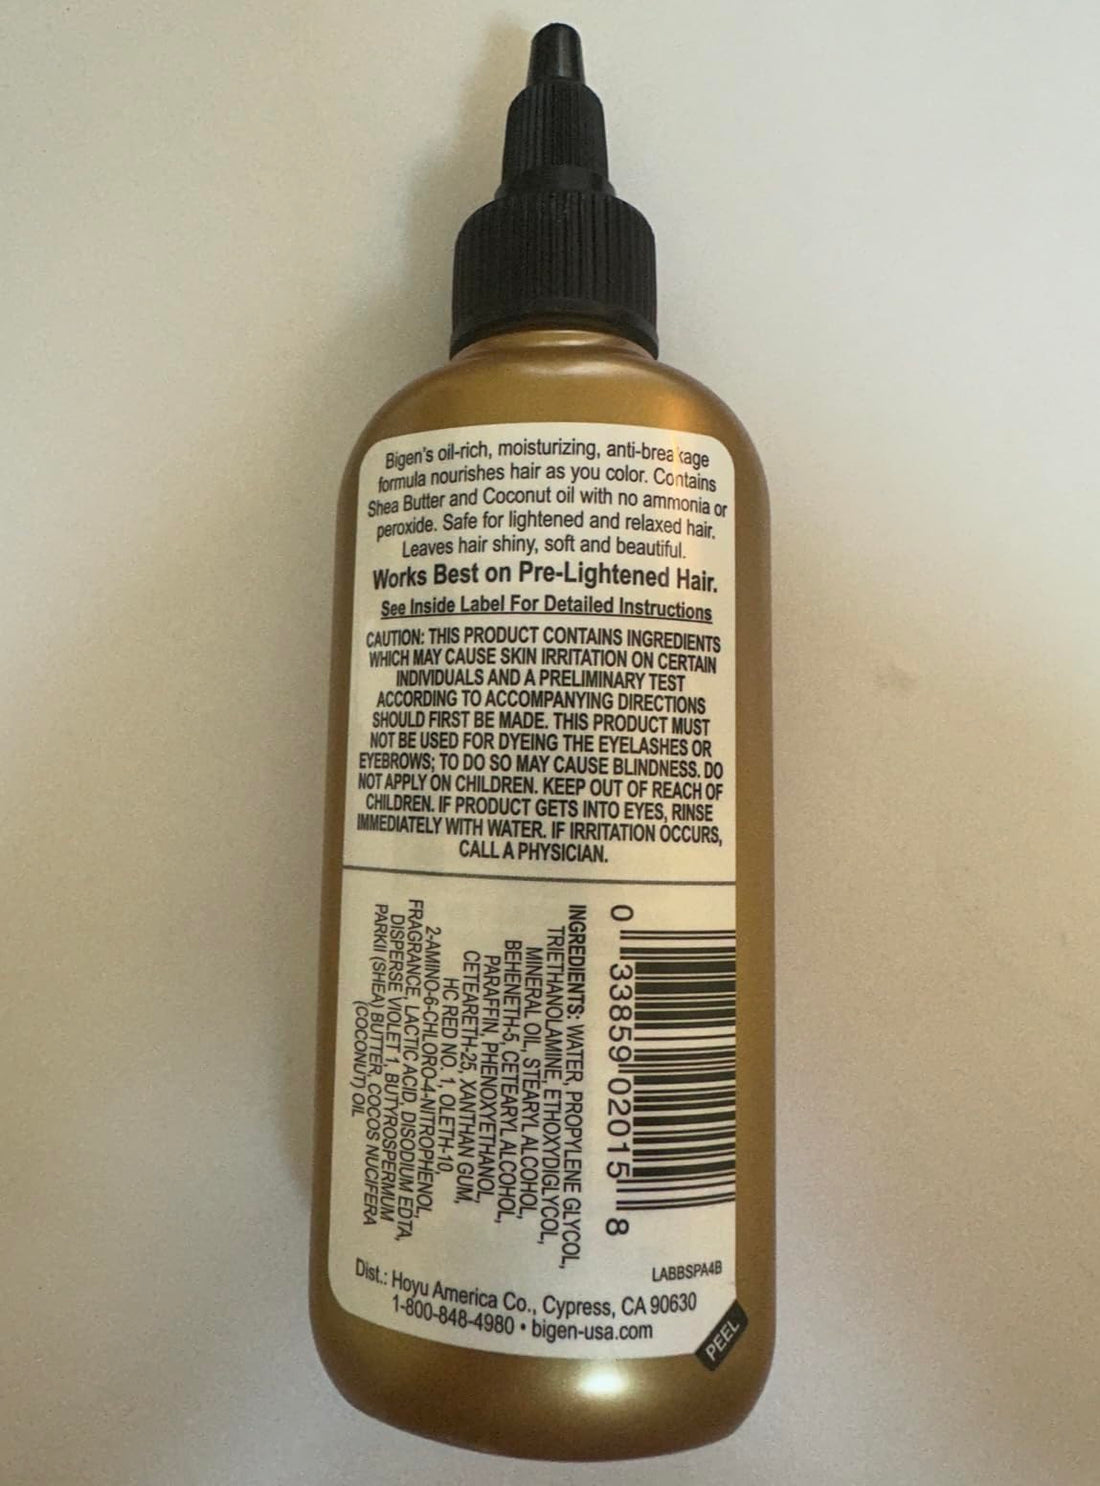 Bigen's oil-rich, moisturizing, anti-breakage
formula nourishes hair as you color. Contains
Shea Butter and Coconut oil with no ammonia or
peroxide. Safe for lightened and relaxed hair.
Leaves hair shiny, soft and beautiful.
Works Best on Pre-Lightened Hair.
See Inside Label For Detailed Instructions
CAUTION: THIS PRODUCT CONTAINS INGREDIENTS
WHICH MAY CAUSE SKIN IRRITATION ON CERTAIN
INDIVIDUALS AND A PRELIMINARY TEST
ACCORDING TO ACCOMPANYING DIRECTIONS
SHOULD FIRST BE MADE. THIS PRODUCT MUST
NOT BE USED FOR DYEING THE EYELASHES OR
EYEBROWS; TO DO SO MAY CAUSE BLINDNESS. DO
NOT APPLY ON CHILDREN. KEEP OUT OF REACH OF
CHILDREN. IF PRODUCT GETS INTO EYES, RINSE
IMMEDIATELY WITH WATER. IF IRRITATION OCCURS,
CALL A PHYSICIAN.
0 33859 02015 8
INGREDIENTS: WATER, PROPYLENE GLYCOL,
TRIETHANOLAMINE, ETHOXYDIGLYCOL,
MINERAL OIL, STEARYL ALCOHOL,
BEHENETH-5, CETEARYL ALCOHOL,
PARAFFIN, PHENOXYETHANOL,
CETEARETH-25, XANTHAN GUM,
HC RED NO. 1, OLETH-10,
2-AMINO-6-CHLORO-4-NITROPHENOL,
FRAGRANCE, LACTIC ACID, DISODIUM EDTA,
DISPERSE VIOLET 1, BUTYROSPERMUM
PARKII (SHEA) BUTTER, COCOS NUCIFERA
(COCONUT) OIL
LABBSPA4B
Dist.: Hoyu America Co., Cypress, CA 90630
1-800-848-4980 • bigen-usa.com
PEEL